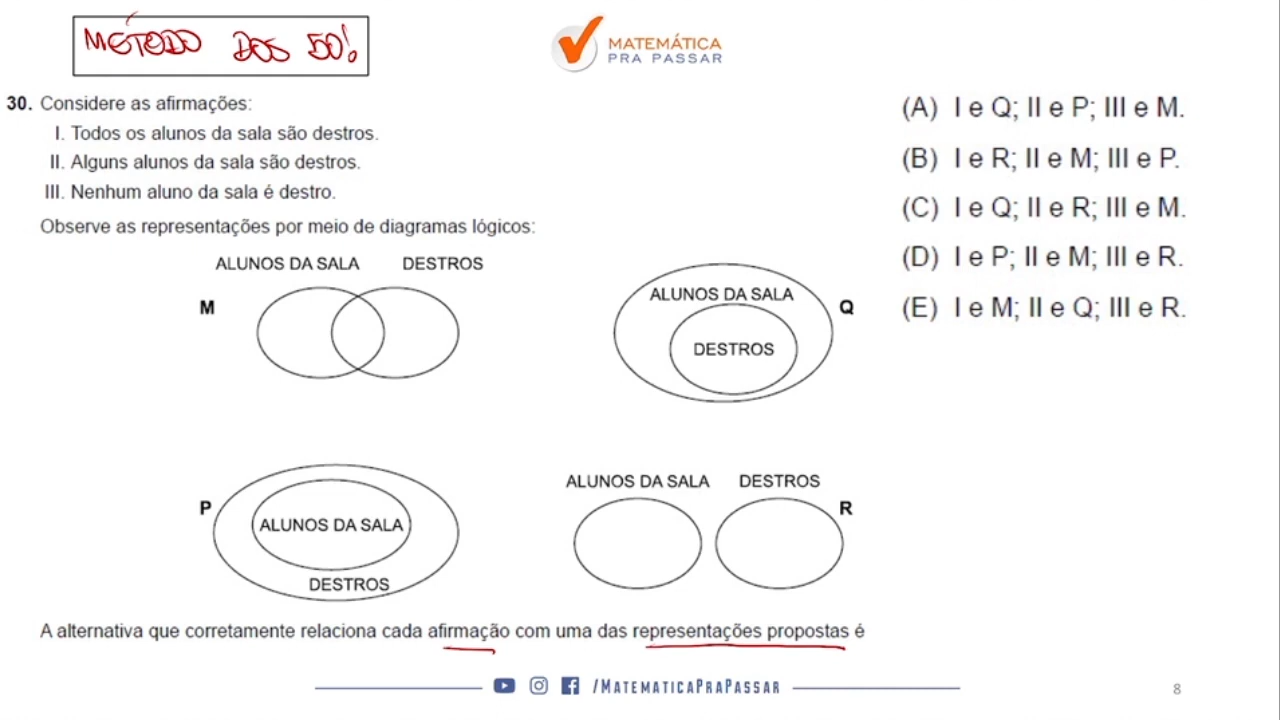 MÉTODO DOS 50!
MATEMÁTICA
PRA PASSAR
30. Considere as afirmações:
I. Todos os alunos da sala são destros.
II. Alguns alunos da sala são destros.
III. Nenhum aluno da sala é destro.
Observe as representações por meio de diagramas lógicos:
ALUNOS DA SALA DESTROS
M
ALUNOS DA SALA
DESTROS
Q
P
ALUNOS DA SALA
DESTROS
ALUNOS DA SALA DESTROS
R
A alternativa que corretamente relaciona cada afirmação com uma das representações propostas é
(A) I e Q; II e P; III e M.
(B) I e R; II e M; III e P.
(C) I e Q; II e R; III e M.
(D) I e P; II e M; III e R.
(E) I e M; II e Q; III e R.
/MATEMATICAPRAPASSAR
8